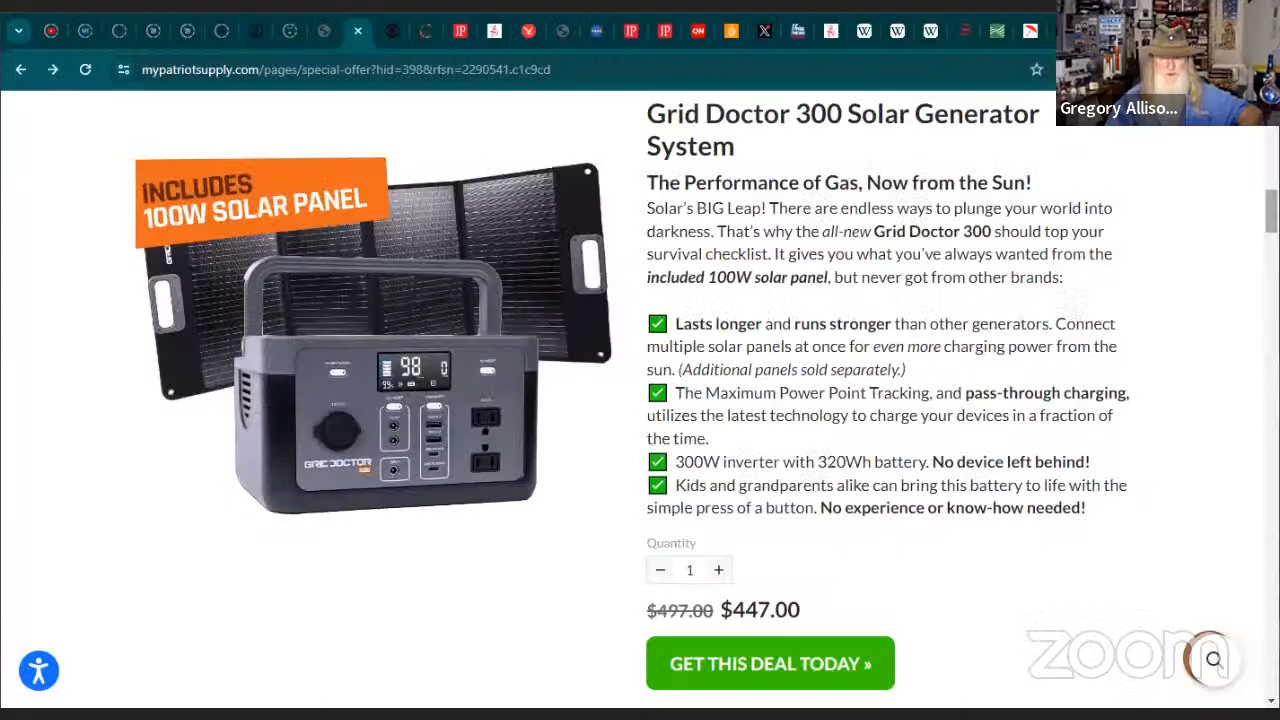 mypatriotsupply.com/pages/special-offer?hid=398&rfsn=2290541.c1c9cd
Gregory Alliso...
INCLUDES
100W SOLAR PANEL
98
0
99%
GRID DOCTOR
300
Grid Doctor 300 Solar Generator
System
The Performance of Gas, Now from the Sun!
Solar's BIG Leap! There are endless ways to plunge your world into
darkness. That's why the all-new Grid Doctor 300 should top your
survival checklist. It gives you what you've always wanted from the
included 100W solar panel, but never got from other brands:
✅ Lasts longer and runs stronger than other generators. Connect
multiple solar panels at once for even more charging power from the
sun. (Additional panels sold separately.)
✅ The Maximum Power Point Tracking, and pass-through charging,
utilizes the latest technology to charge your devices in a fraction of
the time.
✅ 300W inverter with 320Wh battery. No device left behind!
✅ Kids and grandparents alike can bring this battery to life with the
simple press of a button. No experience or know-how needed!
Quantity
− 1 +
$497.00 $447.00
GET THIS DEAL TODAY »
zoom